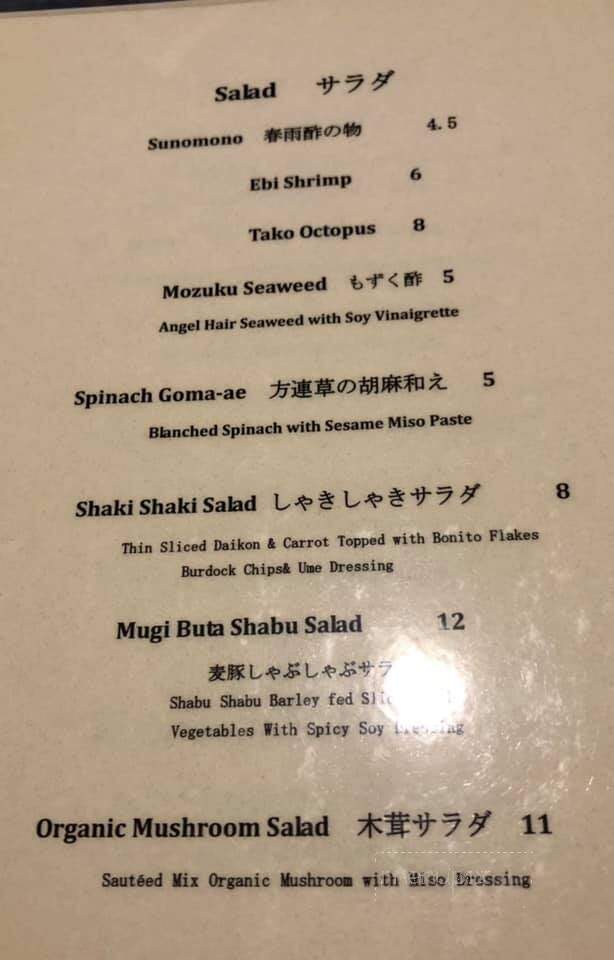 Salad サラダ
Sunomono 春雨酢の物 4.5
Ebi Shrimp 6
Tako Octopus 8
Mozuku Seaweed もずく酢 5
Angel Hair Seaweed with Soy Vinaigrette
Spinach Goma-ae 方連草の胡麻和え 5
Blanched Spinach with Sesame Miso Paste
Shaki Shaki Salad しゃきしゃきサラダ 8
Thin Sliced Daikon & Carrot Topped with Bonito Flakes
Burdock Chips& Ume Dressing
Mugi Buta Shabu Salad 12
麦豚しゃぶしゃぶサラ
Shabu Shabu Barley fed
Vegetables With Spicy Soy Dressing
Organic Mushroom Salad 木茸サラダ 11
Sautéed Mix Organic Mushroom with Miso Dressing